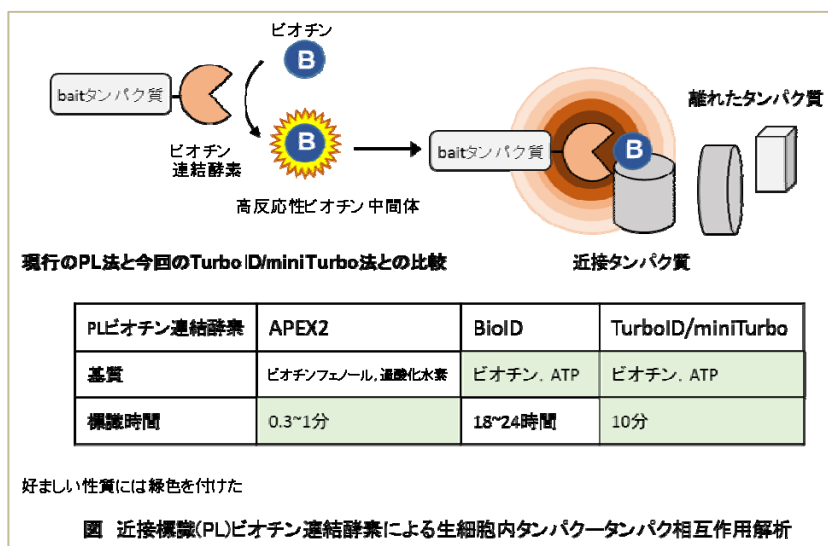 ビオチン
B
baitタンパク質
ビオチン
連結酵素
B
高反応性ビオチン中間体
baitタンパク質
B
離れたタンパク質
近接タンパク質
現行のPL法と今回のTurboID/miniTurbo法との比較
PLビオチン連結酵素 APEX2 BioID TurboID/miniTurbo
基質 ビオチンフェノール, 過酸化水素 ビオチン, ATP ビオチン, ATP
標識時間 0.3~1分 18~24時間 10分
好ましい性質には緑色を付けた
図 近接標識(PL)ビオチン連結酵素による生細胞内タンパクータンパク相互作用解析